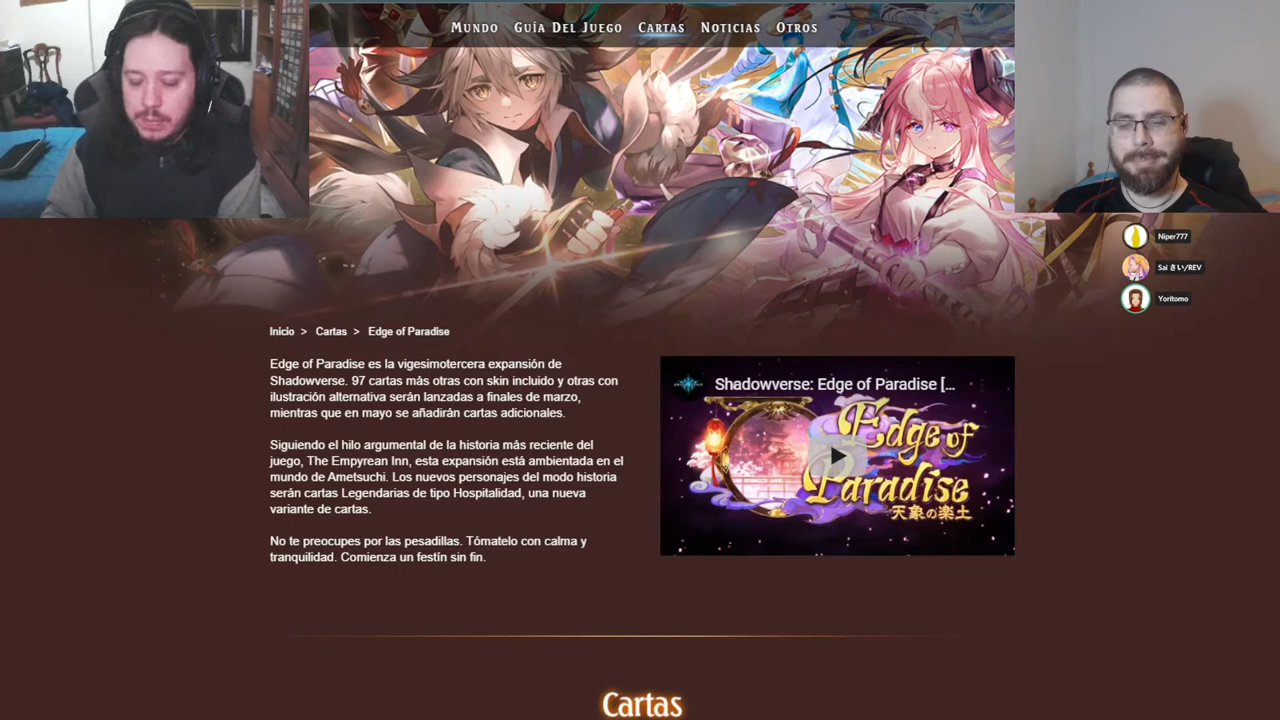 Mundo Guía Del Juego Cartas Noticias Otros
Niper777
Sai さい/REV
Yoritomo
Inicio > Cartas > Edge of Paradise
Edge of Paradise es la vigesimotercera expansión de
Shadowverse. 97 cartas más otras con skin incluido y otras con
ilustración alternativa serán lanzadas a finales de marzo,
mientras que en mayo se añadirán cartas adicionales.
Siguiendo el hilo argumental de la historia más reciente del
juego, The Empyrean Inn, esta expansión está ambientada en el
mundo de Ametsuchi. Los nuevos personajes del modo historia
serán cartas Legendarias de tipo Hospitalidad, una nueva
variante de cartas.
No te preocupes por las pesadillas. Tómatelo con calma y
tranquilidad. Comienza un festín sin fin.
Shadowverse: Edge of Paradise [...
Edge of
Paradise
天象の楽土
Cartas